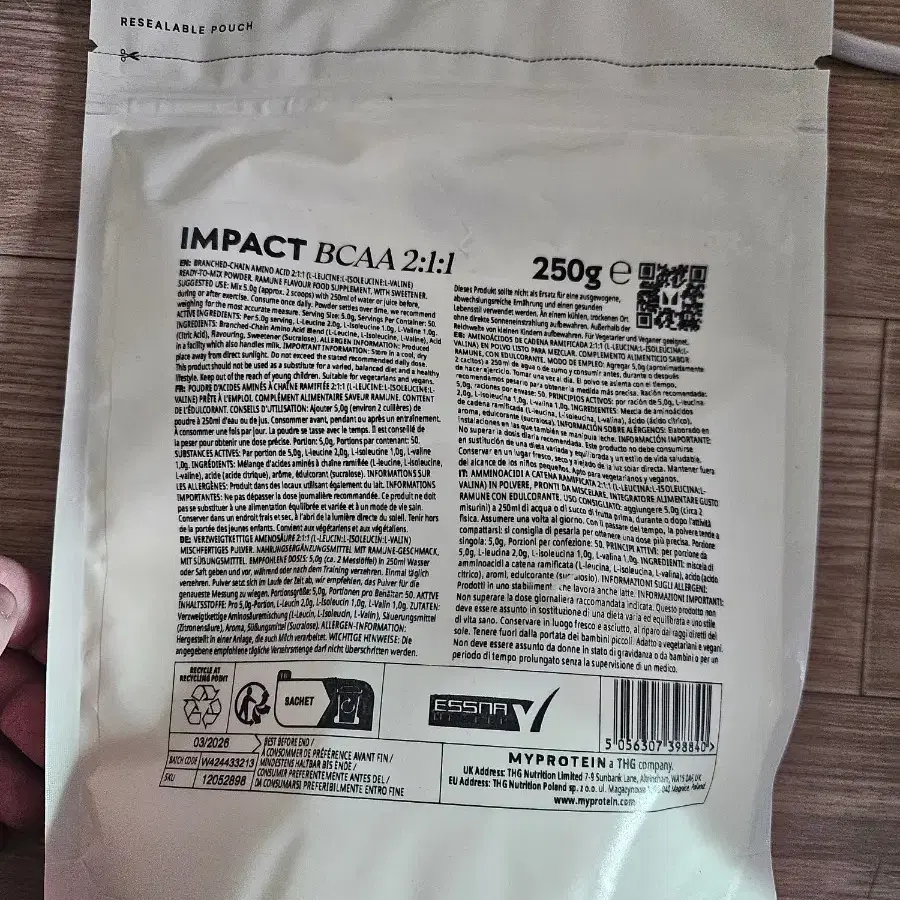 RESEALABLE POUCH
IMPACT BCAA 2:1:1
250g e
EN: BRANCHED-CHAIN AMINO ACID 2:1:1 (L-LEUCINE:L-ISOLEUCINE:L-VALINE)
READY-TO-MIX POWDER. RAMUNE FLAVOUR FOOD SUPPLEMENT, WITH SWEETENER.
SUGGESTED USE: Mix 5.0g (approx. 2 scoops) with 250ml of water or juice before,
during or after exercise. Consume once daily. Powder settles over time, we recommend
weighing for the most accurate measure. Serving Size: 5.0g, Servings Per Container: 50.
ACTIVE INGREDIENTS: Per 5.0g serving, L-Leucine 2.0g, L-Isoleucine 1.0g, L-Valine 1.0g.
INGREDIENTS: Branched-Chain Amino Acid Blend (L-Leucine, L-Isoleucine, L-Valine), Acid
(Citric Acid), Flavouring, Sweetener (Sucralose). ALLERGEN INFORMATION: Produced
in a facility which also handles milk. IMPORTANT INFORMATION: Store in a cool, dry
place away from direct sunlight. Do not exceed the stated recommended daily dose.
This product should not be used as a substitute for a varied, balanced diet and a healthy
lifestyle. Keep out of the reach of young children. Suitable for vegetarians and vegans.
FR: POUDRE D'ACIDES AMINÉS À CHAÎNE RAMIFIÉE 2:1:1 (L-LEUCINE:L-ISOLEUCINE:L-
VALINE) PRÊTE À L'EMPLOI. COMPLÉMENT ALIMENTAIRE SAVEUR RAMUNE. CONTIENT
DE L'ÉDULCORANT. CONSEILS D'UTILISATION: Ajouter 5,0g (environ 2 cuillères) de
poudre à 250ml d'eau ou de jus. Consommer avant, pendant ou après un entraînement.
À consommer une fois par jour. La poudre se tasse avec le temps. Il est conseillé de
la peser pour obtenir une dose précise. Portion: 5,0g, Portions par contenant: 50.
SUBSTANCES ACTIVES: Par portion de 5,0g, L-leucine 2,0g, L-isoleucine 1,0g, L-valine
1,0g. INGRÉDIENTS: Mélange d'acides aminés à chaîne ramifiée (L-leucine, L-isoleucine,
L-valine), acide (acide citrique), arôme, édulcorant (sucralose). INFORMATIONS SUR
LES ALLERGÈNES: Produit dans des locaux utilisant également du lait. INFORMATIONS
IMPORTANTES: Ne pas dépasser la dose journalière recommandée. Ce produit ne doit
pas se substituer à une alimentation équilibrée et variée et à un mode de vie sain.
Conserver dans un endroit frais et sec, à l'abri de la lumière directe du soleil. Tenir hors
de la portée des jeunes enfants. Convient aux végétariens et aux végétaliens.
DE: VERZWEIGTKETTIGE AMINOSÄURE 2:1:1 (L-LEUCIN:L-ISOLEUCIN:L-VALIN)
MISCHFERTIGES PULVER. NAHRUNGSERGÄNZUNGSMITTEL MIT RAMUNE-GESCHMACK,
MIT SÜSSUNGSMITTEL. EMPFOHLENE DOSIS: 5,0g (ca. 2 Messlöffel) in 250ml Wasser
oder Saft geben und vor, während oder nach dem Training verzehren. Einmal täglich
verzehren. Pulver setzt sich im Laufe der Zeit ab, wir empfehlen, das Pulver für die
genaueste Messung zu wiegen. Portionsgröße: 5,0g, Portionen pro Behälter: 50. AKTIVE
INHALTSSTOFFE: Pro 5,0g-Portion, L-Leucin 2,0g, L-Isoleucin 1,0g, L-Valin 1,0g. ZUTATEN:
Verzweigtkettige Aminosäuremischung (L-Leucin, L-Isoleucin, L-Valin), Säuerungsmittel
(Zitronensäure), Aroma, Süßungsmittel (Sucralose). ALLERGEN-INFORMATION:
Hergestellt in einer Anlage, die auch Milch verarbeitet. WICHTIGE HINWEISE: Die
angegebene empfohlene tägliche Verzehrsmenge darf nicht überschritten werden.
Dieses Produkt sollte nicht als Ersatz für eine ausgewogene,
abwechslungsreiche Ernährung und einen gesunden
Lebensstil verwendet werden. An einem kühlen, trockenen Ort
ohne direkte Sonneneinstrahlung aufbewahren. Außerhalb der
Reichweite von kleinen Kindern aufbewahren. Für Vegetarier und Veganer geeignet.
ES: AMINOÁCIDOS DE CADENA RAMIFICADA 2:1:1 (L-LEUCINA:L-ISOLEUCINA:L-
VALINA) EN POLVO LISTO PARA MEZCLAR. COMPLEMENTO ALIMENTICIO SABOR
RAMUNE, CON EDULCORANTE. MODO DE EMPLEO: Agregar 5,0g (aproximadamente
2 cacitos) a 250ml de agua o de zumo y consumir antes, durante o después
de hacer ejercicio. Tomar una vez al día. El polvo se asienta con el tiempo,
recomendamos pesarlo para obtener la medida más precisa. Ración recomendada:
5,0g, raciones por envase: 50. PRINCIPIOS ACTIVOS: por ración de 5,0g, L-leucina
2,0g, L-isoleucina 1,0g, L-valina 1,0g. INGREDIENTES: Mezcla de aminoácidos
de cadena ramificada (L-leucina, L-isoleucina, L-valina), ácido (ácido cítrico),
aroma, edulcorante (sucralosa). INFORMACIÓN SOBRE ALÉRGENOS: Elaborado en
instalaciones en las que también se manipula leche. INFORMACIÓN IMPORTANTE:
No superar la dosis diaria recomendada. Este producto no debe consumirse
en sustitución de una dieta variada y equilibrada y un estilo de vida saludable.
Conservar en un lugar fresco, seco y alejado de la luz solar directa. Mantener fuera
del alcance de los niños pequeños. Apto para vegetarianos y veganos.
IT: AMMINOACIDI A CATENA RAMIFICATA 2:1:1 (L-LEUCINA:L-ISOLEUCINA:L-
VALINA) IN POLVERE, PRONTI DA MISCELARE. INTEGRATORE ALIMENTARE GUSTO
RAMUNE CON EDULCORANTE. USO CONSIGLIATO: aggiungere 5,0g (circa 2
misurini) a 250ml di acqua o di succo di frutta prima, durante o dopo l'attività
fisica. Assumere una volta al giorno. Con il passare del tempo, la polvere tende a
compattarsi: si consiglia di pesarla per ottenere una dose più precisa. Porzione
singola: 5,0g, Porzioni per confezione: 50. PRINCIPI ATTIVI: per porzione da
5,0g, L-leucina 2,0g, L-isoleucina 1,0g, L-valina 1,0g. INGREDIENTI: miscela di
amminoacidi a catena ramificata (L-leucina, L-isoleucina, L-valina), acido (acido
citrico), aromi, edulcorante (sucralosio). INFORMAZIONI SUGLI ALLERGENI:
Prodotti in uno stabilimento che lavora anche latte. INFORMAZIONI IMPORTANTI:
Non superare la dose giornaliera raccomandata indicata. Questo prodotto non
deve essere assunto in sostituzione di una dieta varia ed equilibrata e uno stile
di vita sano. Conservare in luogo fresco e asciutto, al riparo dai raggi diretti del
sole. Tenere fuori dalla portata dei bambini piccoli. Adatto a vegetariani e vegani.
Non deve essere assunto da donne in stato di gravidanza o da bambini o per un
periodo di tempo prolungato senza la supervisione di un medico.
RECYCLE AT
RECYCLING POINT
FR
SACHET
ESSNA
5 056307 398840 >
03/2026
BATCH CODE W424433213
SKU 12052898
BEST BEFORE END /
À CONSOMMER DE PRÉFÉRENCE AVANT FIN /
MINDESTENS HALTBAR BIS ENDE /
CONSUMIR PREFERENTEMENTE ANTES DEL /
DA CONSUMARSI PREFERIBILMENTE ENTRO FINE
MYPROTEIN a THG company.
UK Address: THG Nutrition Limited 7-9 Sunbank Lane, Altrincham, WA15 0AF, UK
EU Address: THG Nutrition Poland sp. z o.o. ul. Magazynowa
www.myprotein.com